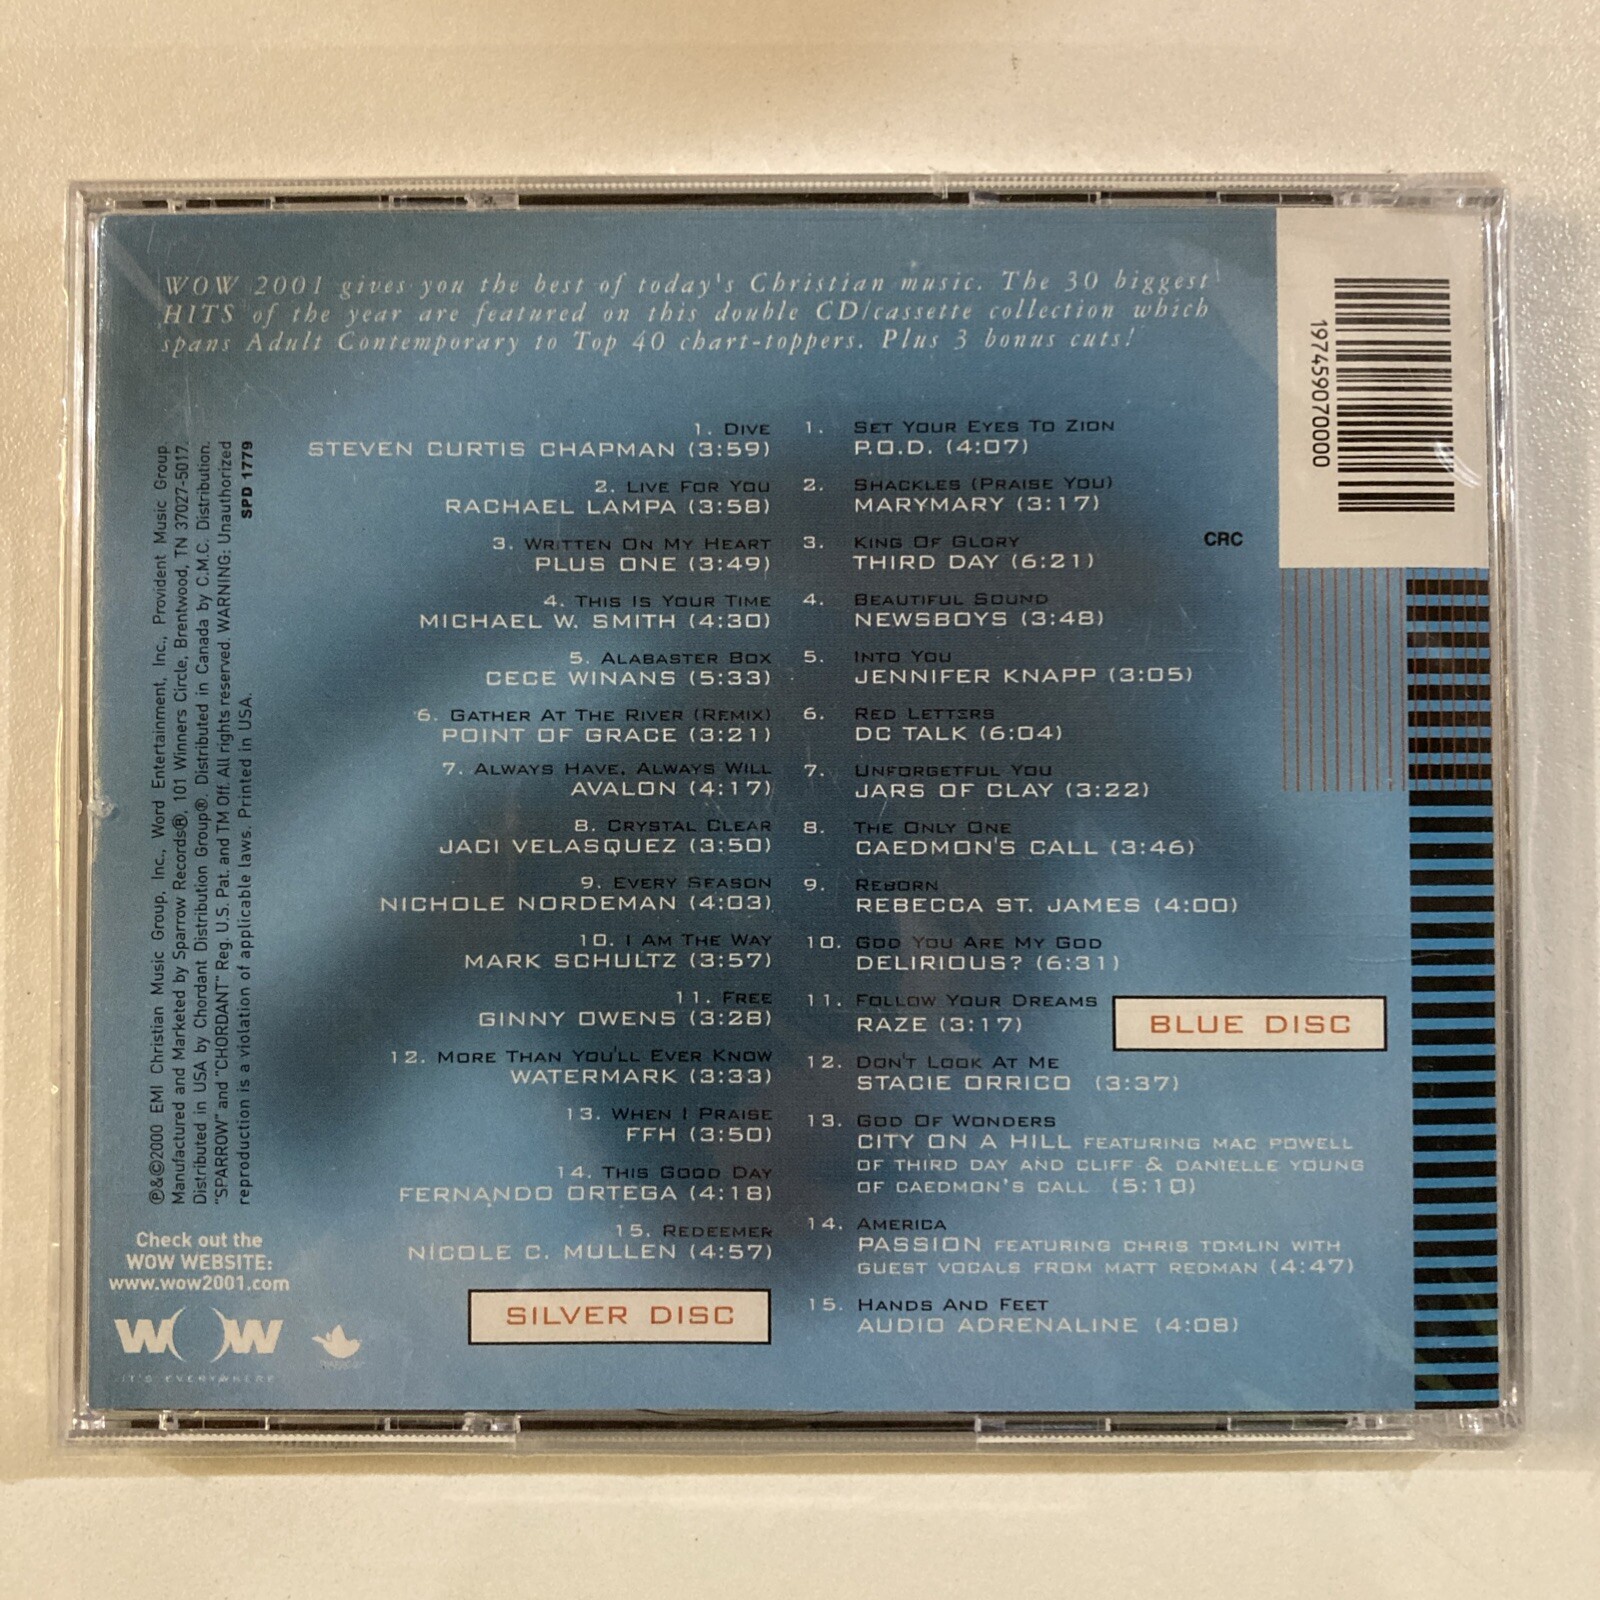 WOW 2001 gives you the best of today's Christian music. The 30 biggest
HITS of the year are featured on this double CD/cassette collection which
spans Adult Contemporary to Top 40 chart-toppers. Plus 3 bonus cuts!
1. DIVE
STEVEN CURTIS CHAPMAN (3:59)
2. LIVE FOR YOU
RACHAEL LAMPA (3:58)
3. WRITTEN ON MY HEART
PLUS ONE (3:49)
4. THIS IS YOUR TIME
MICHAEL W. SMITH (4:30)
5. ALABASTER BOX
CECE WINANS (5:33)
6. GATHER AT THE RIVER (REMIX)
POINT OF GRACE (3:21)
7. ALWAYS HAVE, ALWAYS WILL
AVALON (4:17)
8. CRYSTAL CLEAR
JACI VELASQUEZ (3:50)
9. EVERY SEASON
NICHOLE NORDEMAN (4:03)
10. I AM THE WAY
MARK SCHULTZ (3:57)
11. FREE
GINNY OWENS (3:28)
12. MORE THAN YOU'LL EVER KNOW
WATERMARK (3:33)
13. WHEN I PRAISE
FFH (3:50)
14. THIS GOOD DAY
FERNANDO ORTEGA (4:18)
15. REDEEMER
NICOLE C. MULLEN (4:57)
SILVER DISC
1. SET YOUR EYES TO ZION
P.O.D. (4:07)
2. SHACKLES (PRAISE YOU)
MARYMARY (3:17)
3. KING OF GLORY
THIRD DAY (6:21)
4. BEAUTIFUL SOUND
NEWSBOYS (3:48)
5. INTO YOU
JENNIFER KNAPP (3:05)
6. RED LETTERS
DC TALK (6:04)
7. UNFORGETFUL YOU
JARS OF CLAY (3:22)
8. THE ONLY ONE
CAEDMON'S CALL (3:46)
9. REBORN
REBECCA ST. JAMES (4:00)
10. GOD YOU ARE MY GOD
DELIRIOUS? (6:31)
11. FOLLOW YOUR DREAMS
RAZE (3:17)
BLUE DISC
12. DON'T LOOK AT ME
STACIE ORRICO (3:37)
13. GOD OF WONDERS
CITY ON A HILL FEATURING MAC POWELL
OF THIRD DAY AND CLIFF & DANIELLE YOUNG
OF CAEDMON'S CALL (5:10)
14. AMERICA
PASSION FEATURING CHRIS TOMLIN WITH
GUEST VOCALS FROM MATT REDMAN (4:47)
15. HANDS AND FEET
AUDIO ADRENALINE (4:08)
CRC
19745907000
℗&©2000 EMI Christian Music Group, Inc., Word Entertainment, Inc., Provident Music Group.
Manufactured and Marketed by Sparrow Records®, 101 Winners Circle, Brentwood, TN 37027-5017.
Distributed in USA by Chordant Distribution Group®. Distributed in Canada by C.M.C. Distribution.
"SPARROW" and "CHORDANT" Reg. U.S. Pat. and TM Off. All rights reserved. WARNING: Unauthorized
reproduction is a violation of applicable laws. Printed in USA.
SPD 1779
Check out the
WOW WEBSITE:
www.wow2001.com
WOW
IT'S EVERYWHERE